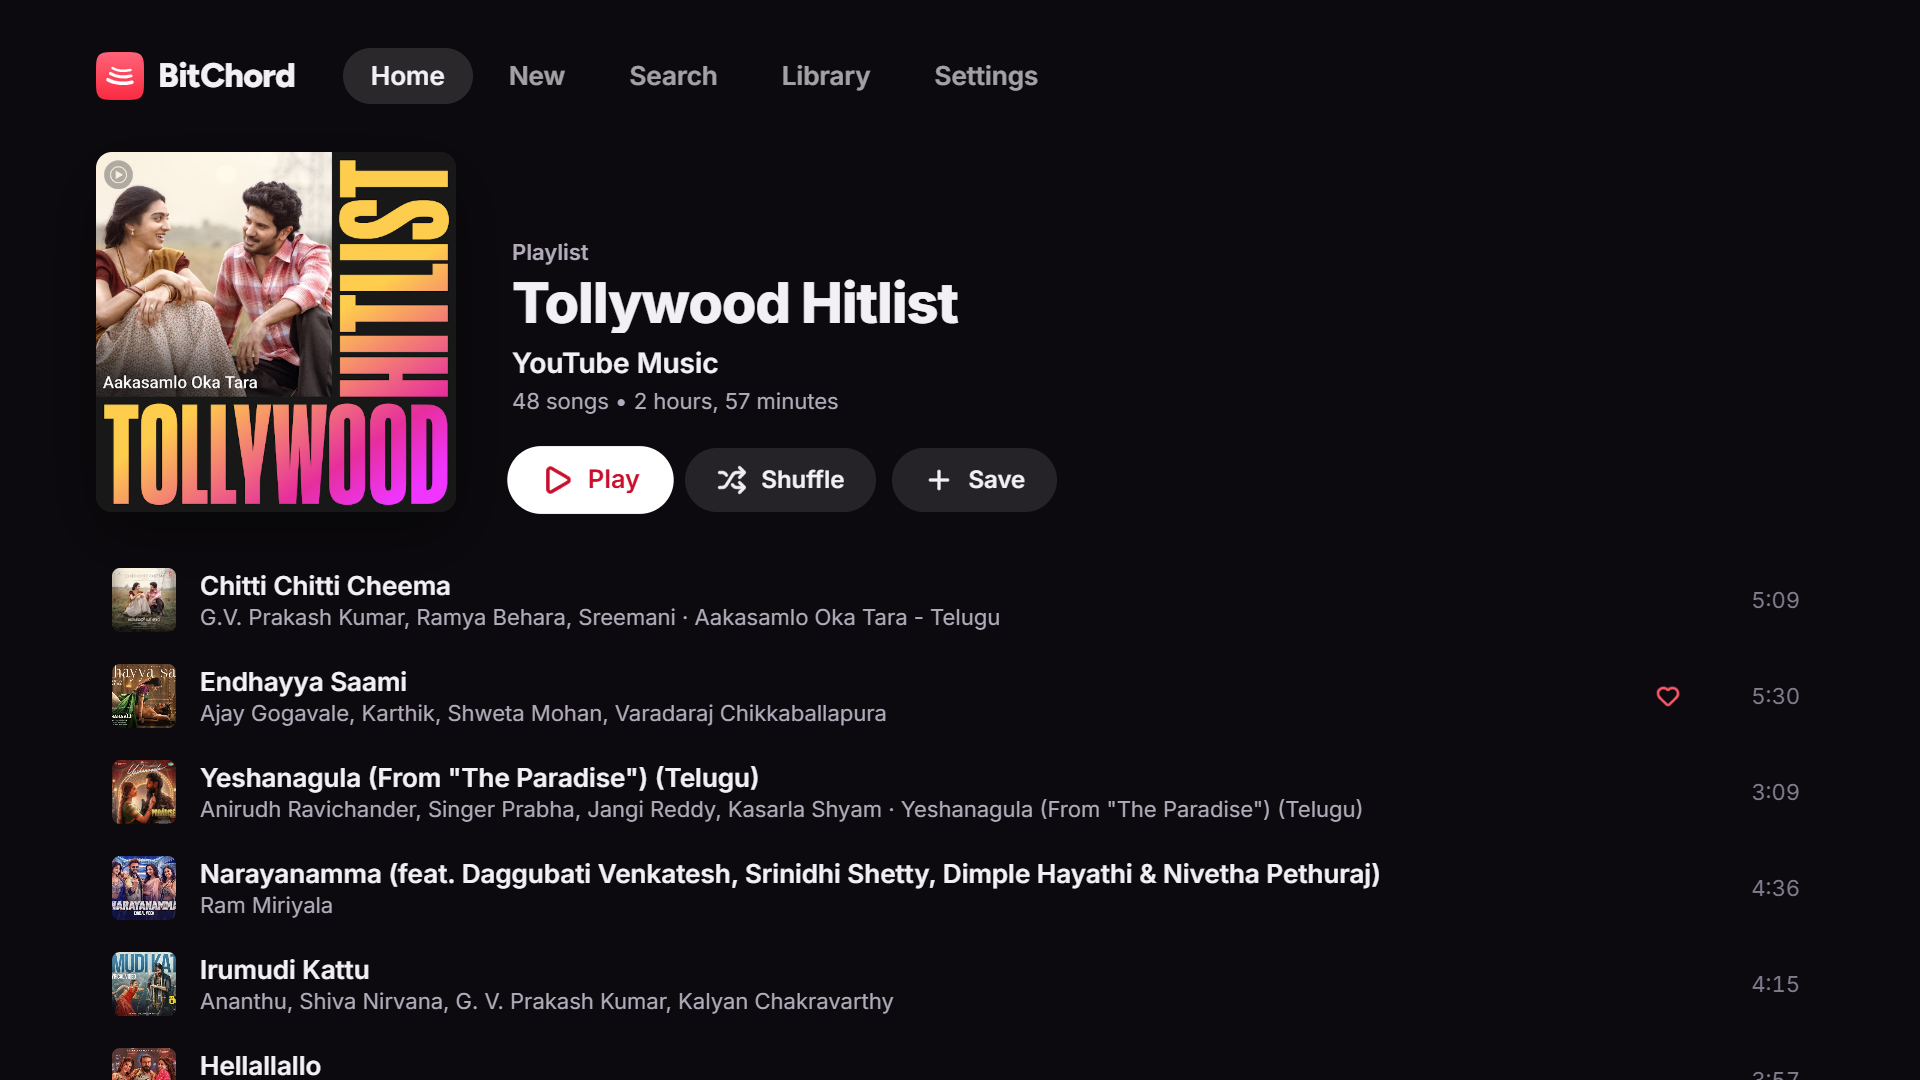 BitChord
Home
New
Search
Library
Settings
Aakasamlo Oka Tara
HITLIST
TOLLYWOOD
Playlist
Tollywood Hitlist
YouTube Music
48 songs • 2 hours, 57 minutes
Play
Shuffle
Save
Chitti Chitti Cheema
G.V. Prakash Kumar, Ramya Behara, Sreemani · Aakasamlo Oka Tara - Telugu
5:09
Endhayya Saami
Ajay Gogavale, Karthik, Shweta Mohan, Varadaraj Chikkaballapura
5:30
Yeshanagula (From "The Paradise") (Telugu)
Anirudh Ravichander, Singer Prabha, Jangi Reddy, Kasarla Shyam · Yeshanagula (From "The Paradise") (Telugu)
3:09
NARAYANAMMA
Narayanamma (feat. Daggubati Venkatesh, Srinidhi Shetty, Dimple Hayathi & Nivetha Pethuraj)
Ram Miriyala
4:36
Irumudi Kattu
Ananthu, Shiva Nirvana, G. V. Prakash Kumar, Kalyan Chakravarthy
4:15
Hellallallo
3:57